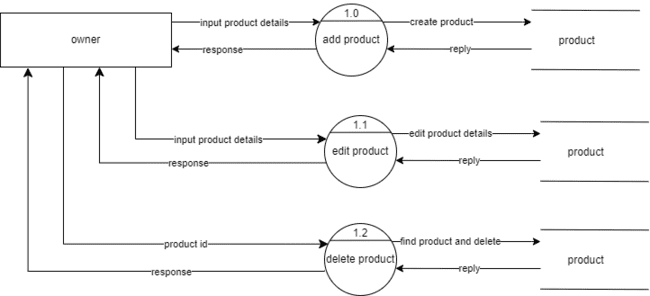 1.0
input product details
create product
owner
add product
product
response
reply
1.1
input product details
edit product details
edit product
product
response
reply
1.2
product id
find product and delete
delete product
product
response
reply